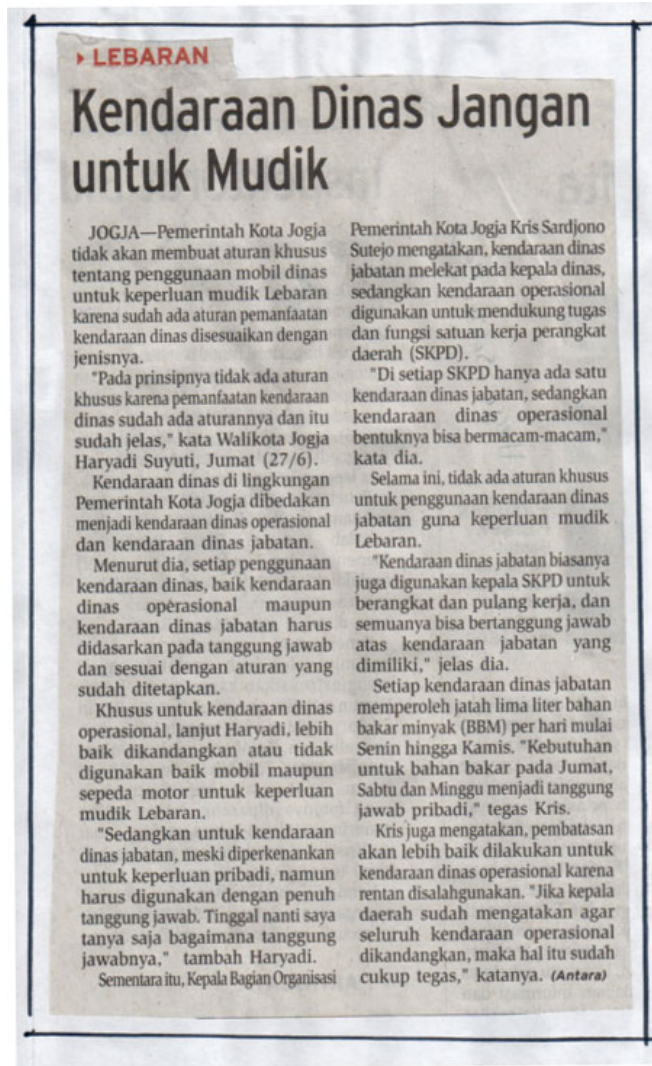 LEBARAN
Kendaraan Dinas Jangan
untuk Mudik
JOGJA—Pemerintah Kota Jogja
tidak akan membuat aturan khusus
tentang penggunaan mobil dinas
untuk keperluan mudik Lebaran
karena sudah ada aturan pemanfaatan
kendaraan dinas disesuaikan dengan
jenisnya.
"Pada prinsipnya tidak ada aturan
khusus karena pemanfaatan kendaraan
dinas sudah ada aturannya dan itu
sudah jelas," kata Walikota Jogja
Haryadi Suyuti, Jumat (27/6).
Kendaraan dinas di lingkungan
Pemerintah Kota Jogja dibedakan
menjadi kendaraan dinas operasional
dan kendaraan dinas jabatan.
Menurut dia, setiap penggunaan
kendaraan dinas, baik kendaraan
dinas operasional maupun
kendaraan dinas jabatan harus
didasarkan pada tanggung jawab
dan sesuai dengan aturan yang
sudah ditetapkan.
Khusus untuk kendaraan dinas
operasional, lanjut Haryadi, lebih
baik dikandangkan atau tidak
digunakan baik mobil maupun
sepeda motor untuk keperluan
mudik Lebaran.
"Sedangkan untuk kendaraan
dinas jabatan, meski diperkenankan
untuk keperluan pribadi, namun
harus digunakan dengan penuh
tanggung jawab. Tinggal nanti saya
tanya saja bagaimana tanggung
jawabnya," tambah Haryadi.
Sementara itu, Kepala Bagian Organisasi
Pemerintah Kota Jogja Kris Sardjono
Sutejo mengatakan, kendaraan dinas
jabatan melekat pada kepala dinas,
sedangkan kendaraan operasional
digunakan untuk mendukung tugas
dan fungsi satuan kerja perangkat
daerah (SKPD).
"Di setiap SKPD hanya ada satu
kendaraan dinas jabatan, sedangkan
kendaraan dinas operasional
bentuknya bisa bermacam-macam,"
kata dia.
Selama ini, tidak ada aturan khusus
untuk penggunaan kendaraan dinas
jabatan guna keperluan mudik
Lebaran.
"Kendaraan dinas jabatan biasanya
juga digunakan kepala SKPD untuk
berangkat dan pulang kerja, dan
semuanya bisa bertanggung jawab
atas kendaraan jabatan yang
dimiliki," jelas dia.
Setiap kendaraan dinas jabatan
memperoleh jatah lima liter bahan
bakar minyak (BBM) per hari mulai
Senin hingga Kamis. "Kebutuhan
untuk bahan bakar pada Jumat,
Sabtu dan Minggu menjadi tanggung
jawab pribadi," tegas Kris.
Kris juga mengatakan, pembatasan
akan lebih baik dilakukan untuk
kendaraan dinas operasional karena
rentan disalahgunakan. "Jika kepala
daerah sudah mengatakan agar
seluruh kendaraan operasional
dikandangkan, maka hal itu sudah
cukup tegas," katanya. (Antara)